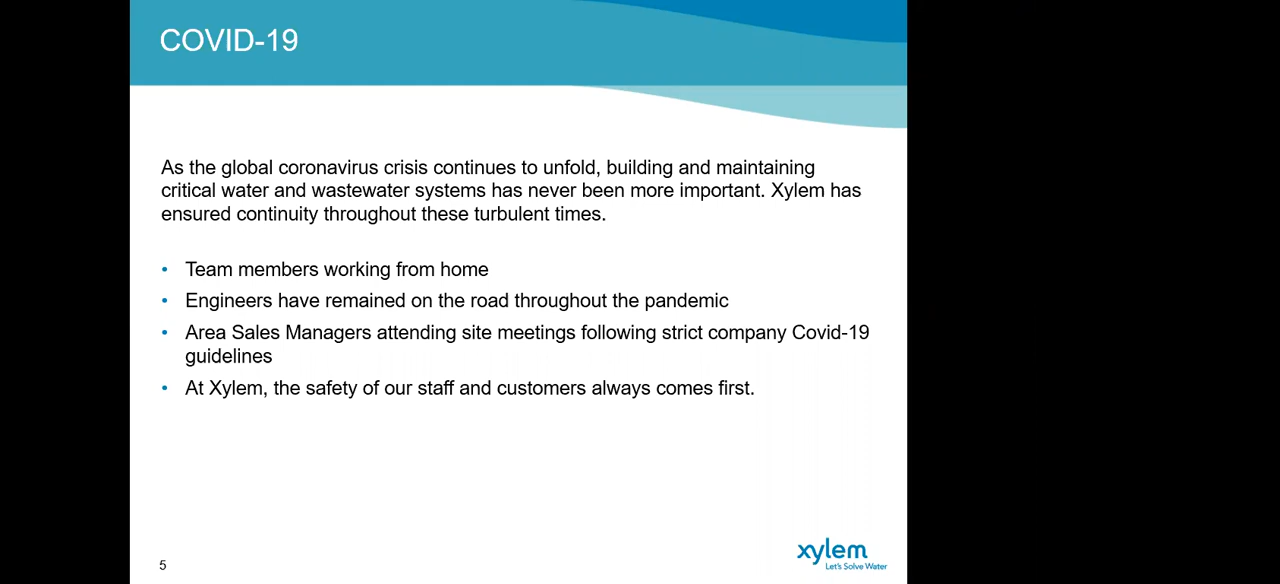 COVID-19
As the global coronavirus crisis continues to unfold, building and maintaining
critical water and wastewater systems has never been more important. Xylem has
ensured continuity throughout these turbulent times.
• Team members working from home
• Engineers have remained on the road throughout the pandemic
• Area Sales Managers attending site meetings following strict company Covid-19
guidelines
• At Xylem, the safety of our staff and customers always comes first.
5
xylem
Let's Solve Water